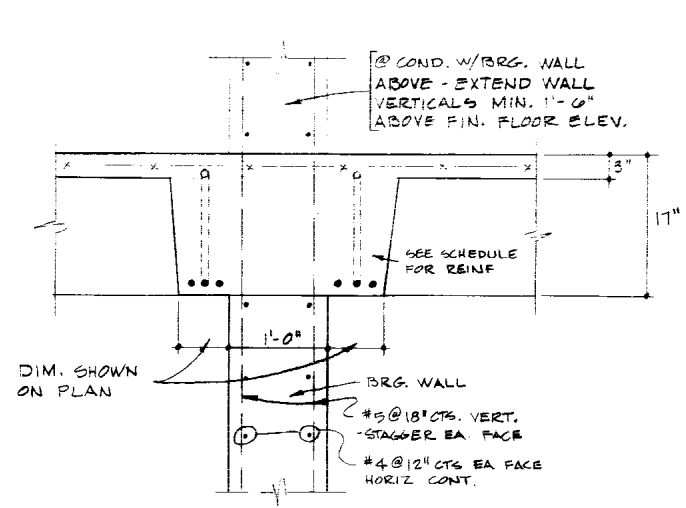 @ COND. W/BRG. WALL
ABOVE - EXTEND WALL
VERTICALS MIN. 1'-6"
ABOVE FIN. FLOOR ELEV.
3"
17"
SEE SCHEDULE
FOR REINF
1'-0"
DIM. SHOWN
ON PLAN
BRG. WALL
#5@18" CTS. VERT.
-STAGGER EA. FACE
#4@12" CTS EA FACE
HORIZ CONT.